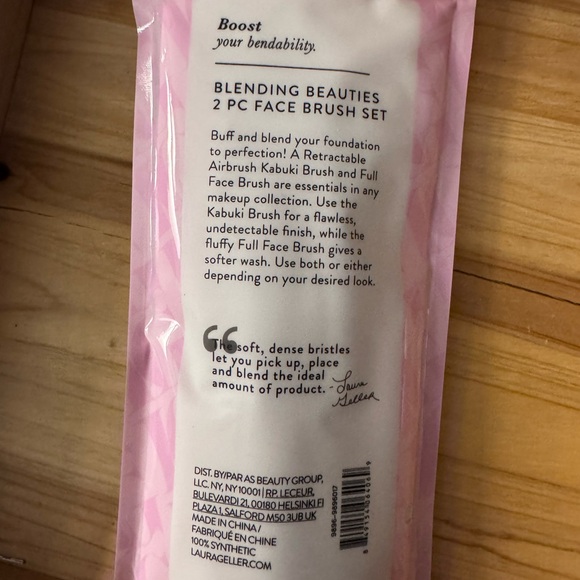 Boost
your bendability.
BLENDING BEAUTIES
2 PC FACE BRUSH SET
Buff and blend your foundation
to perfection! A Retractable
Airbrush Kabuki Brush and Full
Face Brush are essentials in any
makeup collection. Use the
Kabuki Brush for a flawless,
undetectable finish, while the
fluffy Full Face Brush gives a
softer wash. Use both or either
depending on your desired look.
“
The soft, dense bristles
let you pick up, place
and blend the ideal
amount of product. - Laura
Geller
DIST. BY/PAR AS BEAUTY GROUP,
LLC. NY, NY 10001 | RP. LECEUR,
BULEVARDI 21, 00180 HELSINKI FI
PLAZA 1, SALFORD M50 3UB UK
MADE IN CHINA /
FABRIQUÉ EN CHINE
100% SYNTHETIC
LAURAGELLER.COM